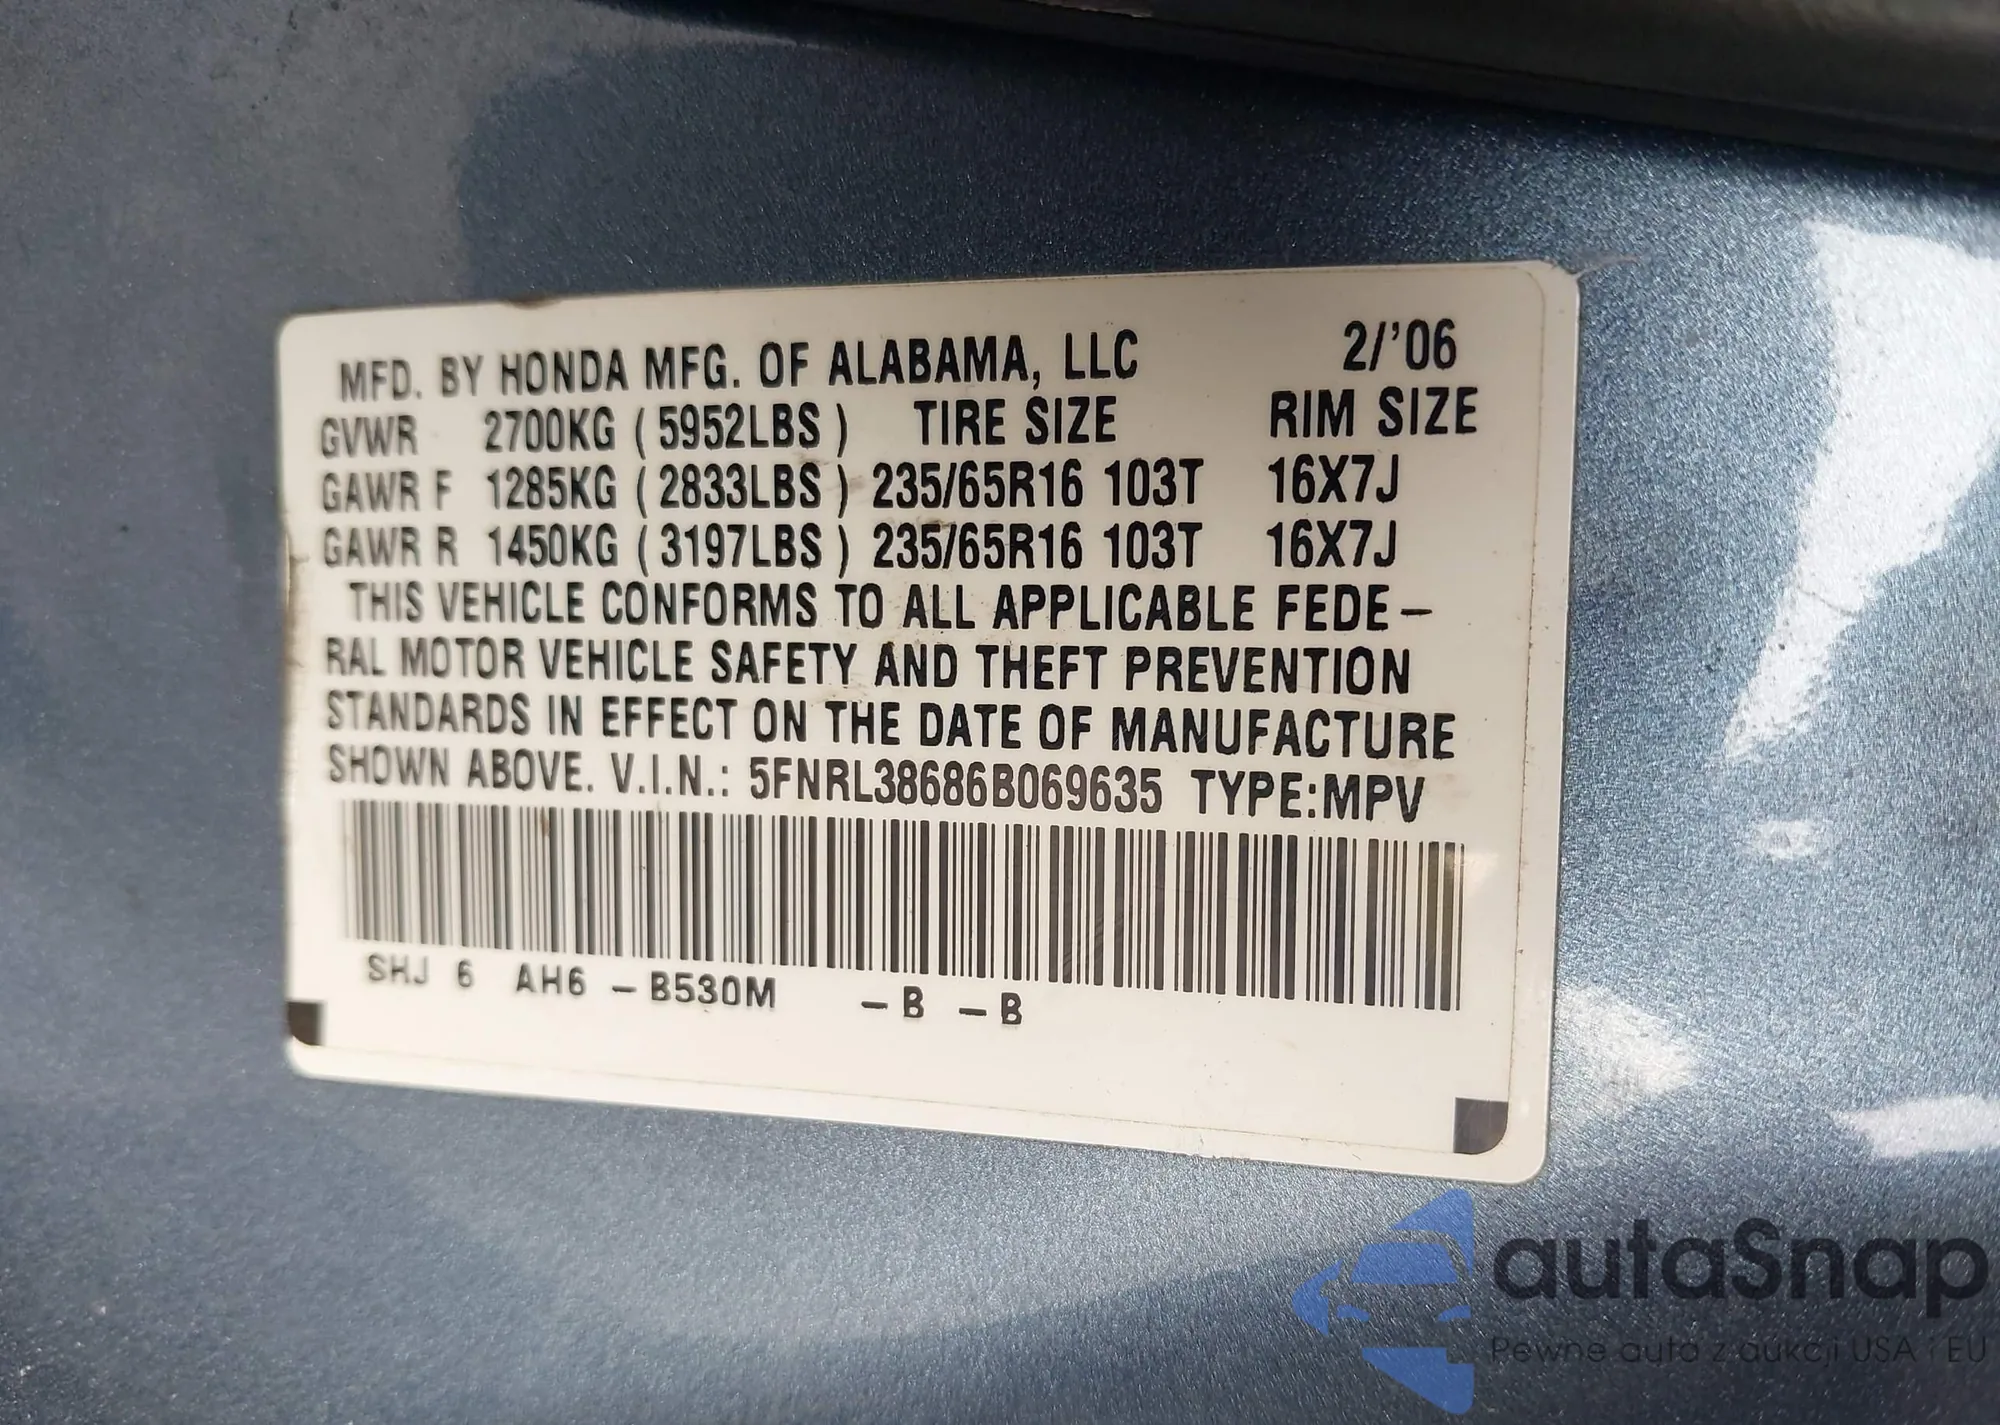 MFD. BY HONDA MFG. OF ALABAMA, LLC 2/'06
GVWR 2700KG ( 5952LBS ) TIRE SIZE RIM SIZE
GAWR F 1285KG ( 2833LBS ) 235/65R16 103T 16X7J
GAWR R 1450KG ( 3197LBS ) 235/65R16 103T 16X7J
THIS VEHICLE CONFORMS TO ALL APPLICABLE FEDE–
RAL MOTOR VEHICLE SAFETY AND THEFT PREVENTION
STANDARDS IN EFFECT ON THE DATE OF MANUFACTURE
SHOWN ABOVE. V.I.N.: 5FNRL38686B069635 TYPE:MPV
SHJ 6 AH6 –B530M –B –B
autaSnap
Pewne auto z aukcji USA i EU